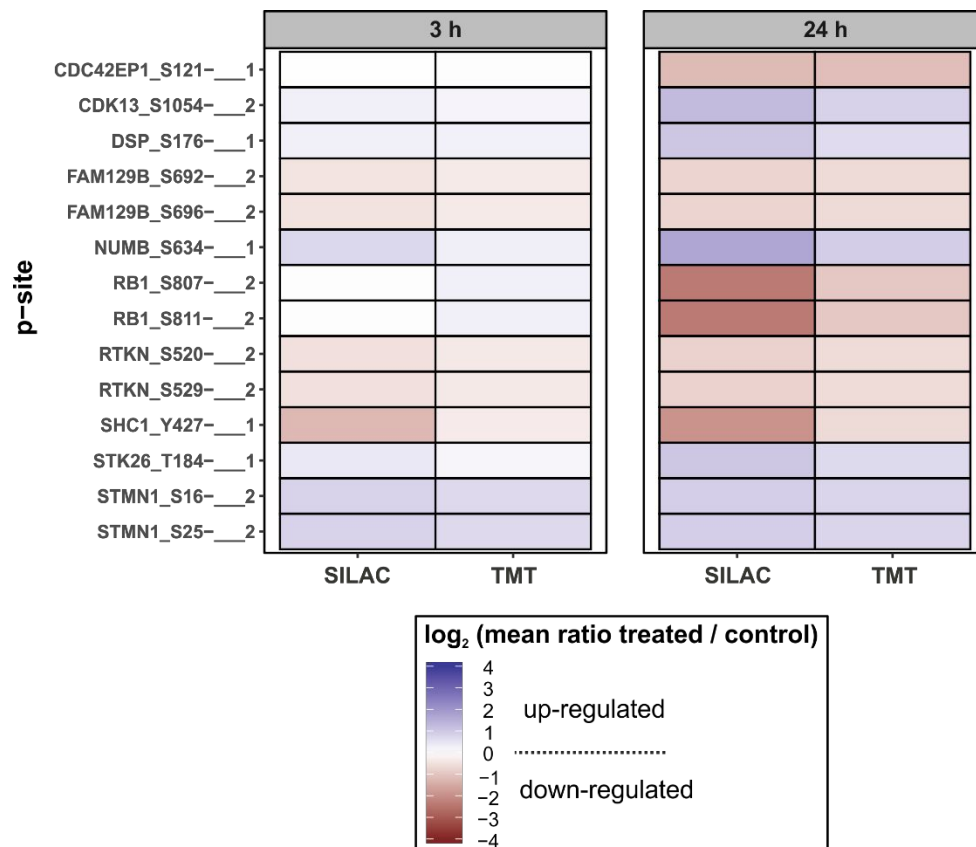 3 h
24 h
p-site
CDC42EP1_S121-___1
CDK13_S1054-___2
DSP_S176-___1
FAM129B_S692-___2
FAM129B_S696-___2
NUMB_S634-___1
RB1_S807-___2
RB1_S811-___2
RTKN_S520-___2
RTKN_S529-___2
SHC1_Y427-___1
STK26_T184-___1
STMN1_S16-___2
STMN1_S25-___2
SILAC
TMT
SILAC
TMT
log₂ (mean ratio treated / control)
4
3
2
1
0
−1
−2
−3
−4
up-regulated
down-regulated